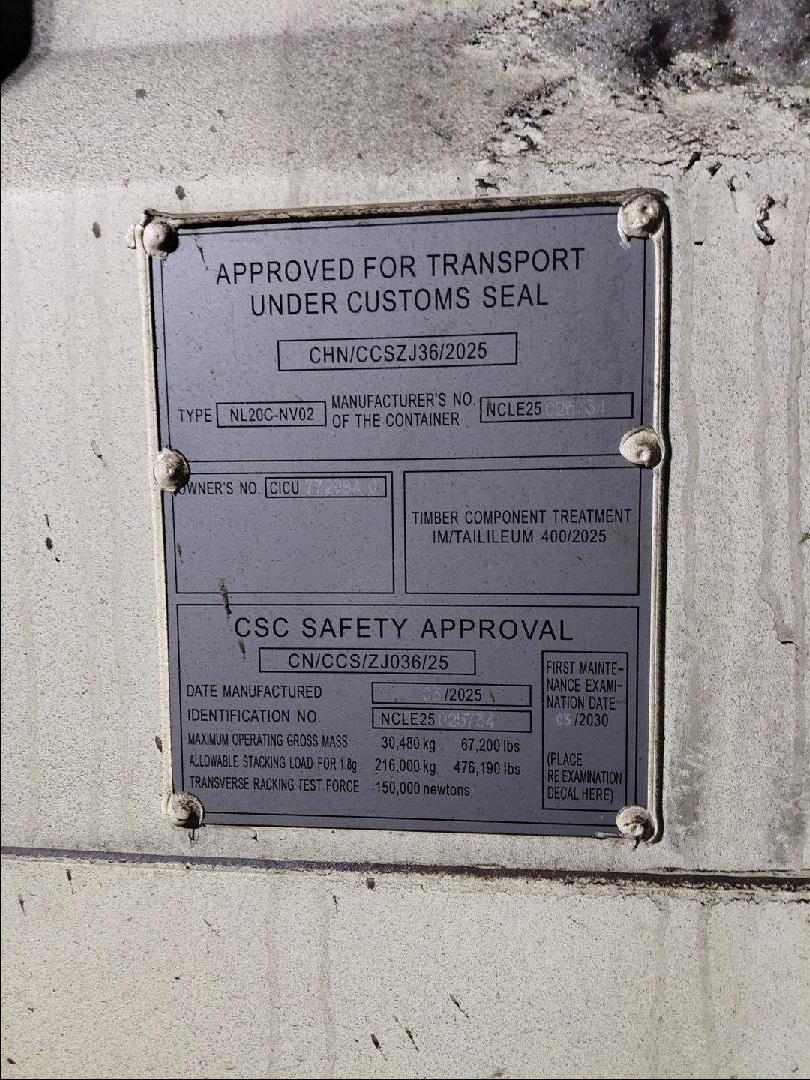 APPROVED FOR TRANSPORT
UNDER CUSTOMS SEAL
CHN/CCSZJ36/2025
TYPE NL20C-NV02 MANUFACTURER'S NO. OF THE CONTAINER NCLE25
OWNER'S NO. CICU
TIMBER COMPONENT TREATMENT
IM/TAILILEUM 400/2025
CSC SAFETY APPROVAL
CN/CCS/ZJ036/25
DATE MANUFACTURED /2025
IDENTIFICATION NO. NCLE25
MAXIMUM OPERATING GROSS MASS 30,480 kg 67,200 lbs
ALLOWABLE STACKING LOAD FOR 1.8g 216,000 kg 476,190 lbs
TRANSVERSE RACKING TEST FORCE 150,000 newtons
FIRST MAINTE-
NANCE EXAMI-
NATION DATE
/2030
(PLACE
REEXAMINATION
DECAL HERE)